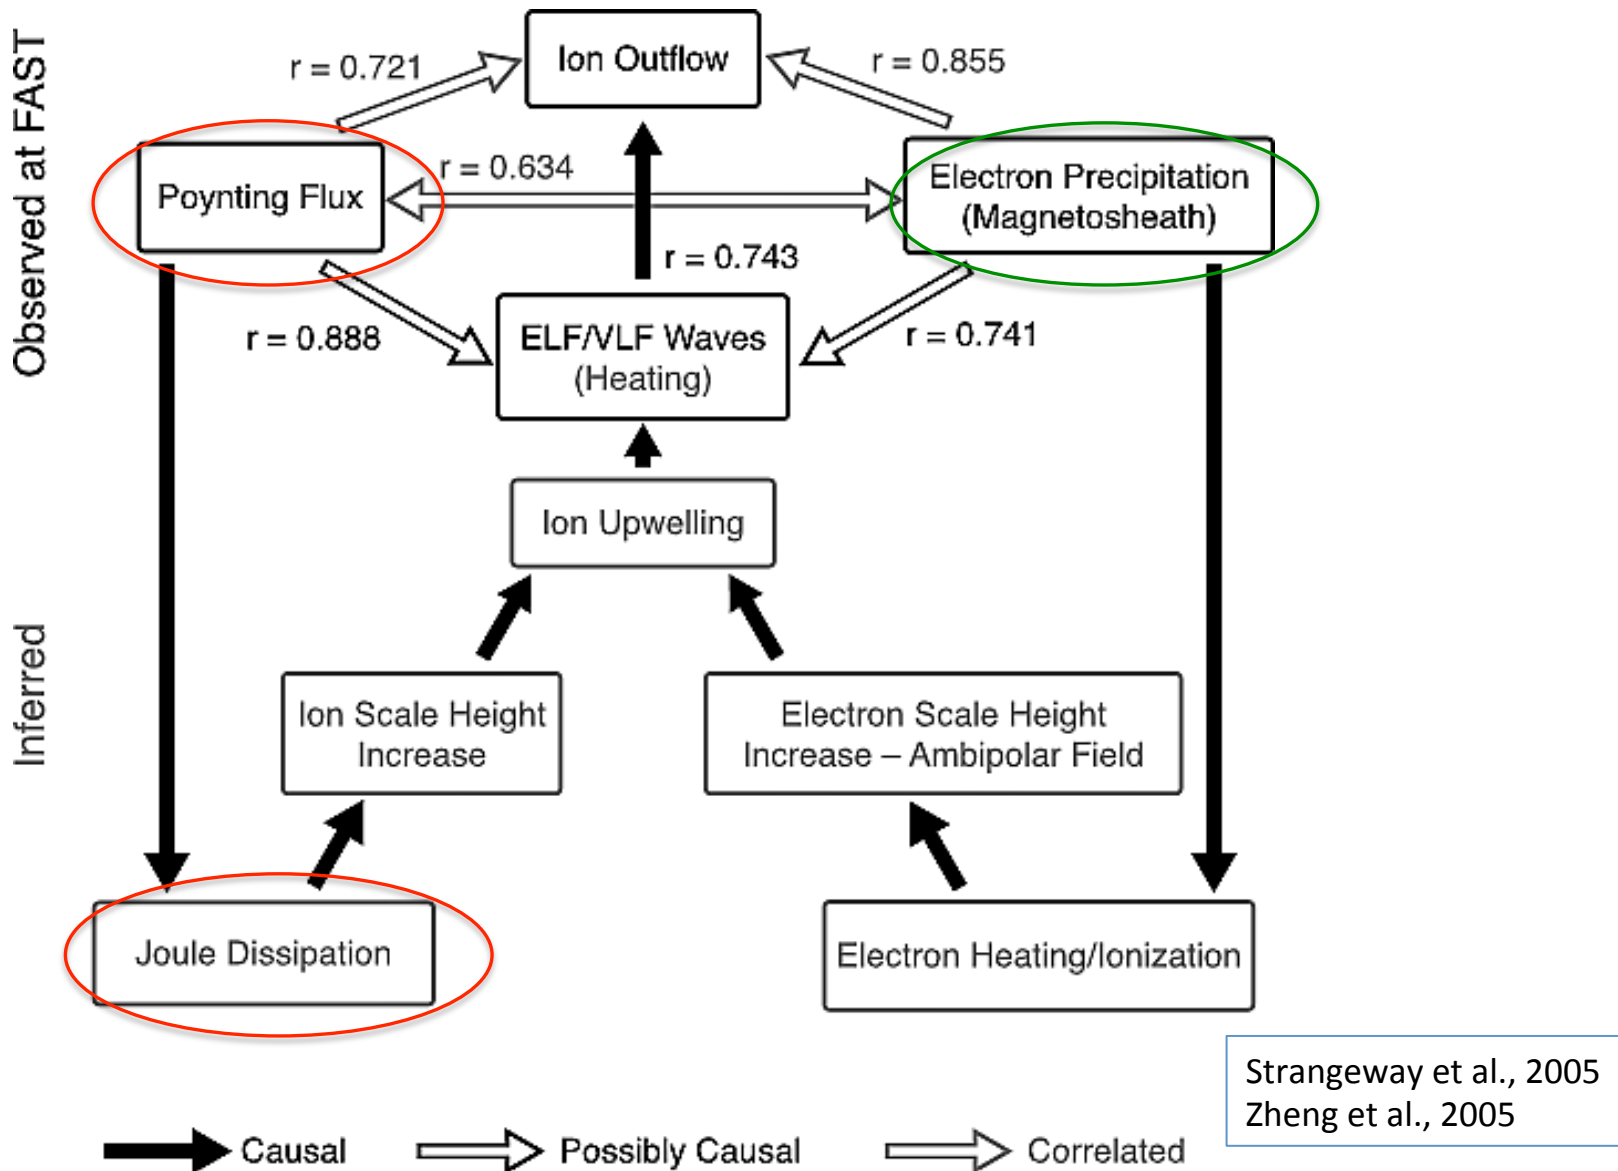 Observed at FAST
Inferred
Ion Outflow
r = 0.721
r = 0.855
Poynting Flux
r = 0.634
Electron Precipitation
(Magnetosheath)
r = 0.743
r = 0.888
ELF/VLF Waves
(Heating)
r = 0.741
Ion Upwelling
Ion Scale Height
Increase
Electron Scale Height
Increase – Ambipolar Field
Joule Dissipation
Electron Heating/Ionization
Strangeway et al., 2005
Zheng et al., 2005
Causal
Possibly Causal
Correlated